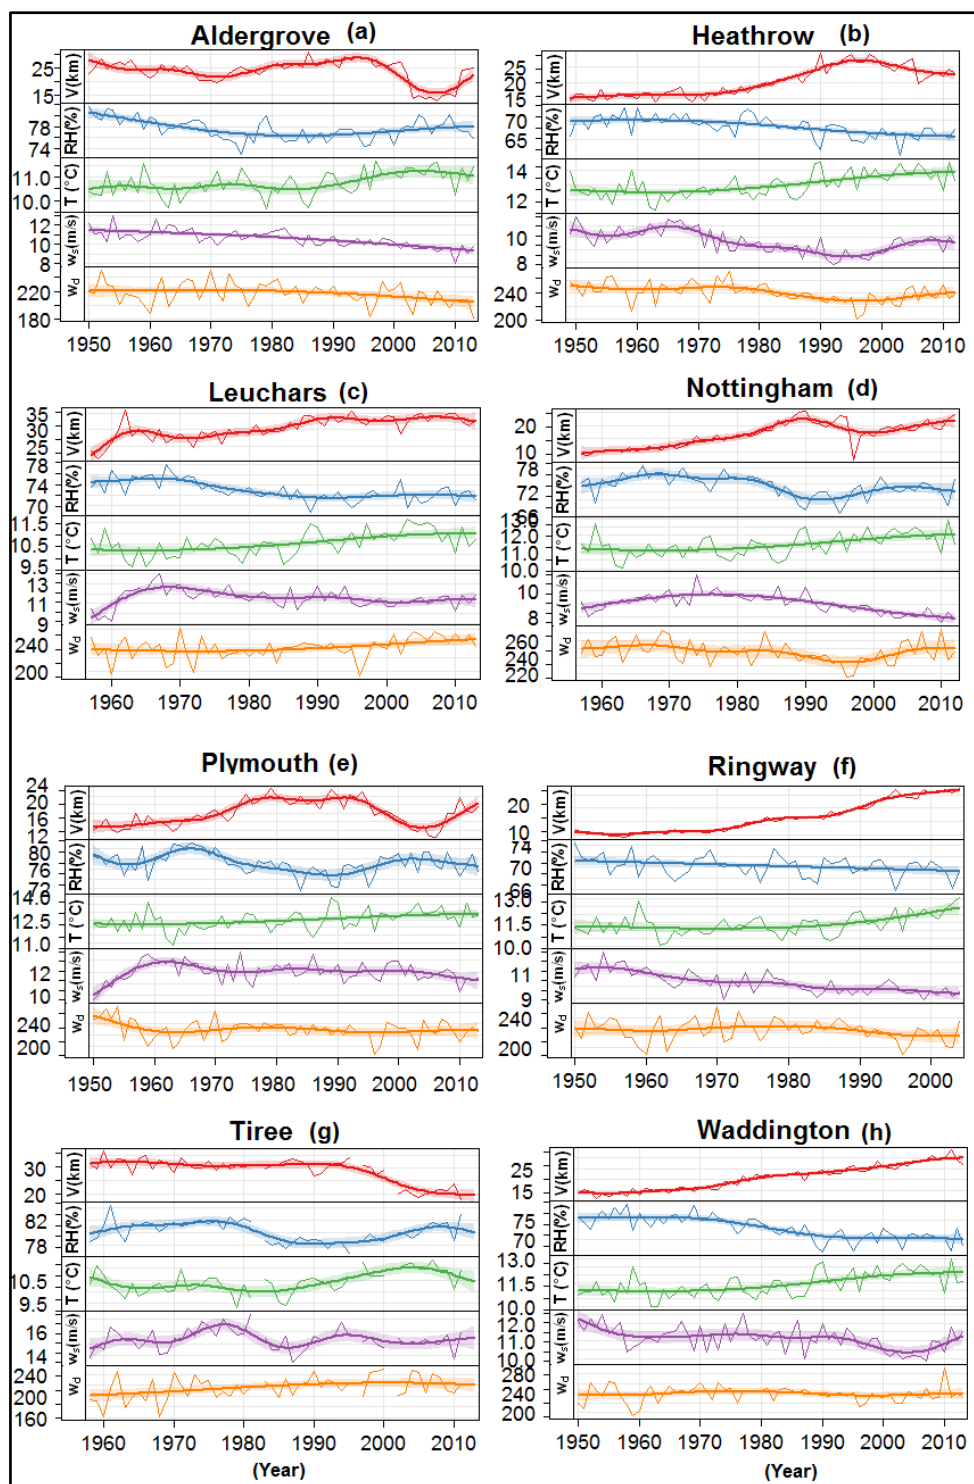 Aldergrove (a)
V(km) 25 15
RH(%) 78 74
T (°C) 11.0 10.0
ws(m/s) 12 10 8
wd 220 180
1950 1960 1970 1980 1990 2000 2010
Heathrow (b)
V(km) 25 20 15
RH(%) 70 65
T (°C) 14 12
ws(m/s) 10 8
wd 240 200
1950 1960 1970 1980 1990 2000 2010
Leuchars (c)
V(km) 35 30 25
RH(%) 78 74 70
T (°C) 11.5 10.5 9.5
ws(m/s) 13 11 9
wd 240 200
1960 1970 1980 1990 2000 2010
Nottingham (d)
V(km) 20 10
RH(%) 78 72 66
T (°C) 13.0 12.0 11.0 10.0
ws(m/s) 10 8
wd 260 240 220
1960 1970 1980 1990 2000 2010
Plymouth (e)
V(km) 24 20 16 12
RH(%) 80 76 72
T (°C) 14.0 12.5 11.0
ws(m/s) 12 10
wd 240 200
1950 1960 1970 1980 1990 2000 2010
Ringway (f)
V(km) 20 10
RH(%) 74 70 66
T (°C) 13.0 11.5 10.0
ws(m/s) 11 9
wd 240 200
1950 1960 1970 1980 1990 2000
Tiree (g)
V(km) 30 20
RH(%) 82 78
T (°C) 10.5 9.5
ws(m/s) 16 14
wd 240 200 160
1960 1970 1980 1990 2000 2010
(Year)
Waddington (h)
V(km) 25 15
RH(%) 75 70
T (°C) 13.0 11.5 10.0
ws(m/s) 12.0 11.0 10.0
wd 280 240 200
1950 1960 1970 1980 1990 2000 2010
(Year)